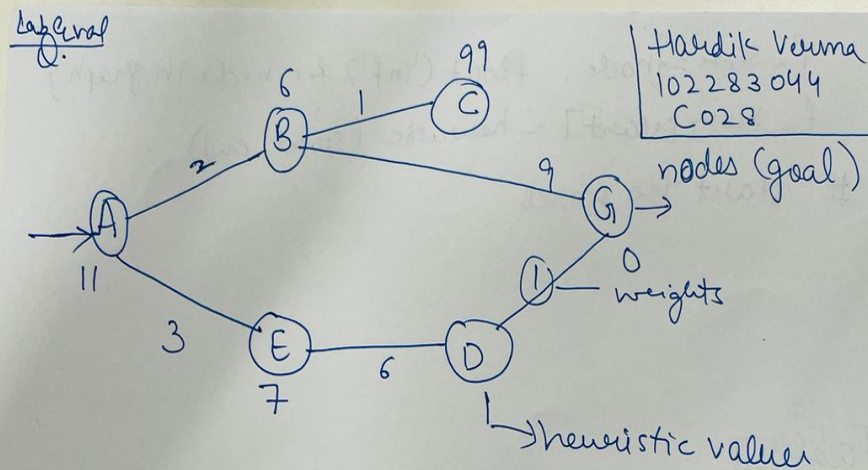 Lab Eval
Q.
Hardik Verma
102283044
C028
99
6
1
C
B
2
9
nodes (goal)
G
A
11
0
1
weights
3
E
6
D
7
1
heuristic values